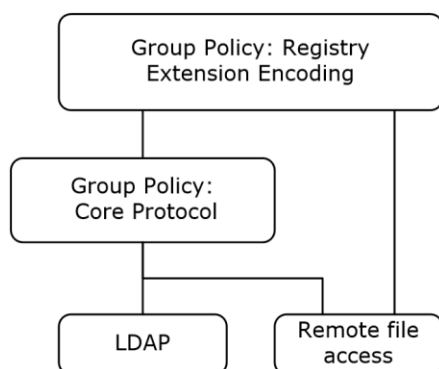 Group Policy: Registry
Extension Encoding
Group Policy:
Core Protocol
LDAP
Remote file
access